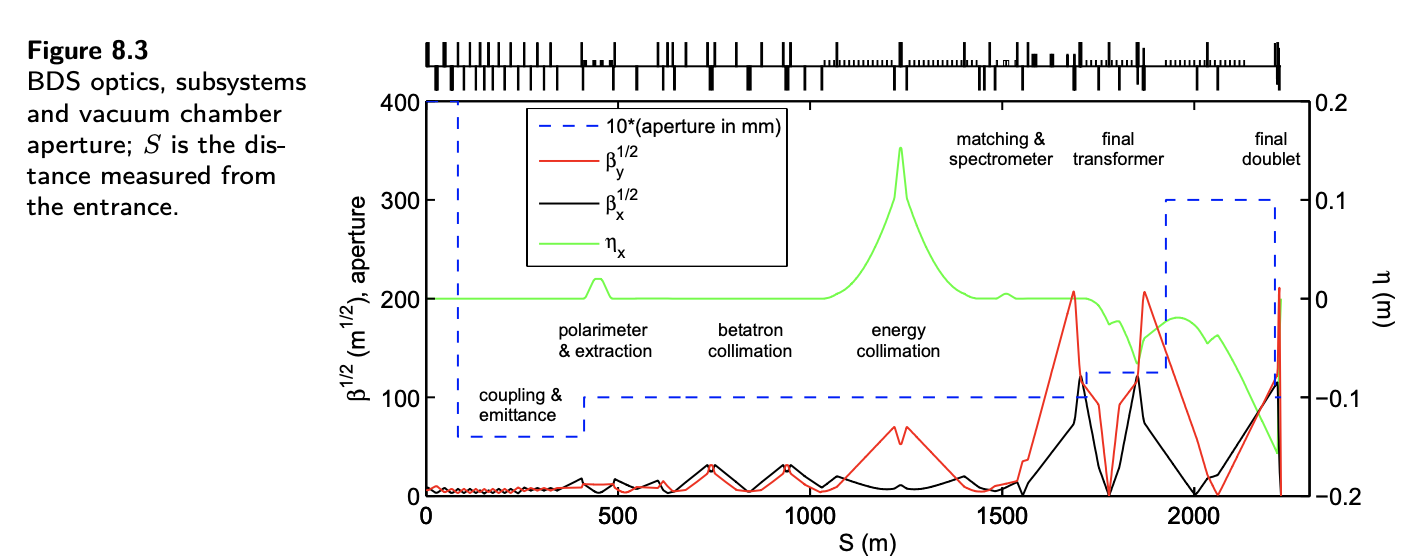 Figure 8.3
BDS optics, subsystems
and vacuum chamber
aperture; S is the dis-
tance measured from
the entrance.
400
300
200
100
0
β^1/2 (m^1/2), aperture
10*(aperture in mm)
β_y^1/2
β_x^1/2
η_x
matching &
spectrometer
final
transformer
final
doublet
polarimeter
& extraction
betatron
collimation
energy
collimation
coupling &
emittance
0.2
0.1
0
−0.1
−0.2
η (m)
0 500 1000 1500 2000
S (m)